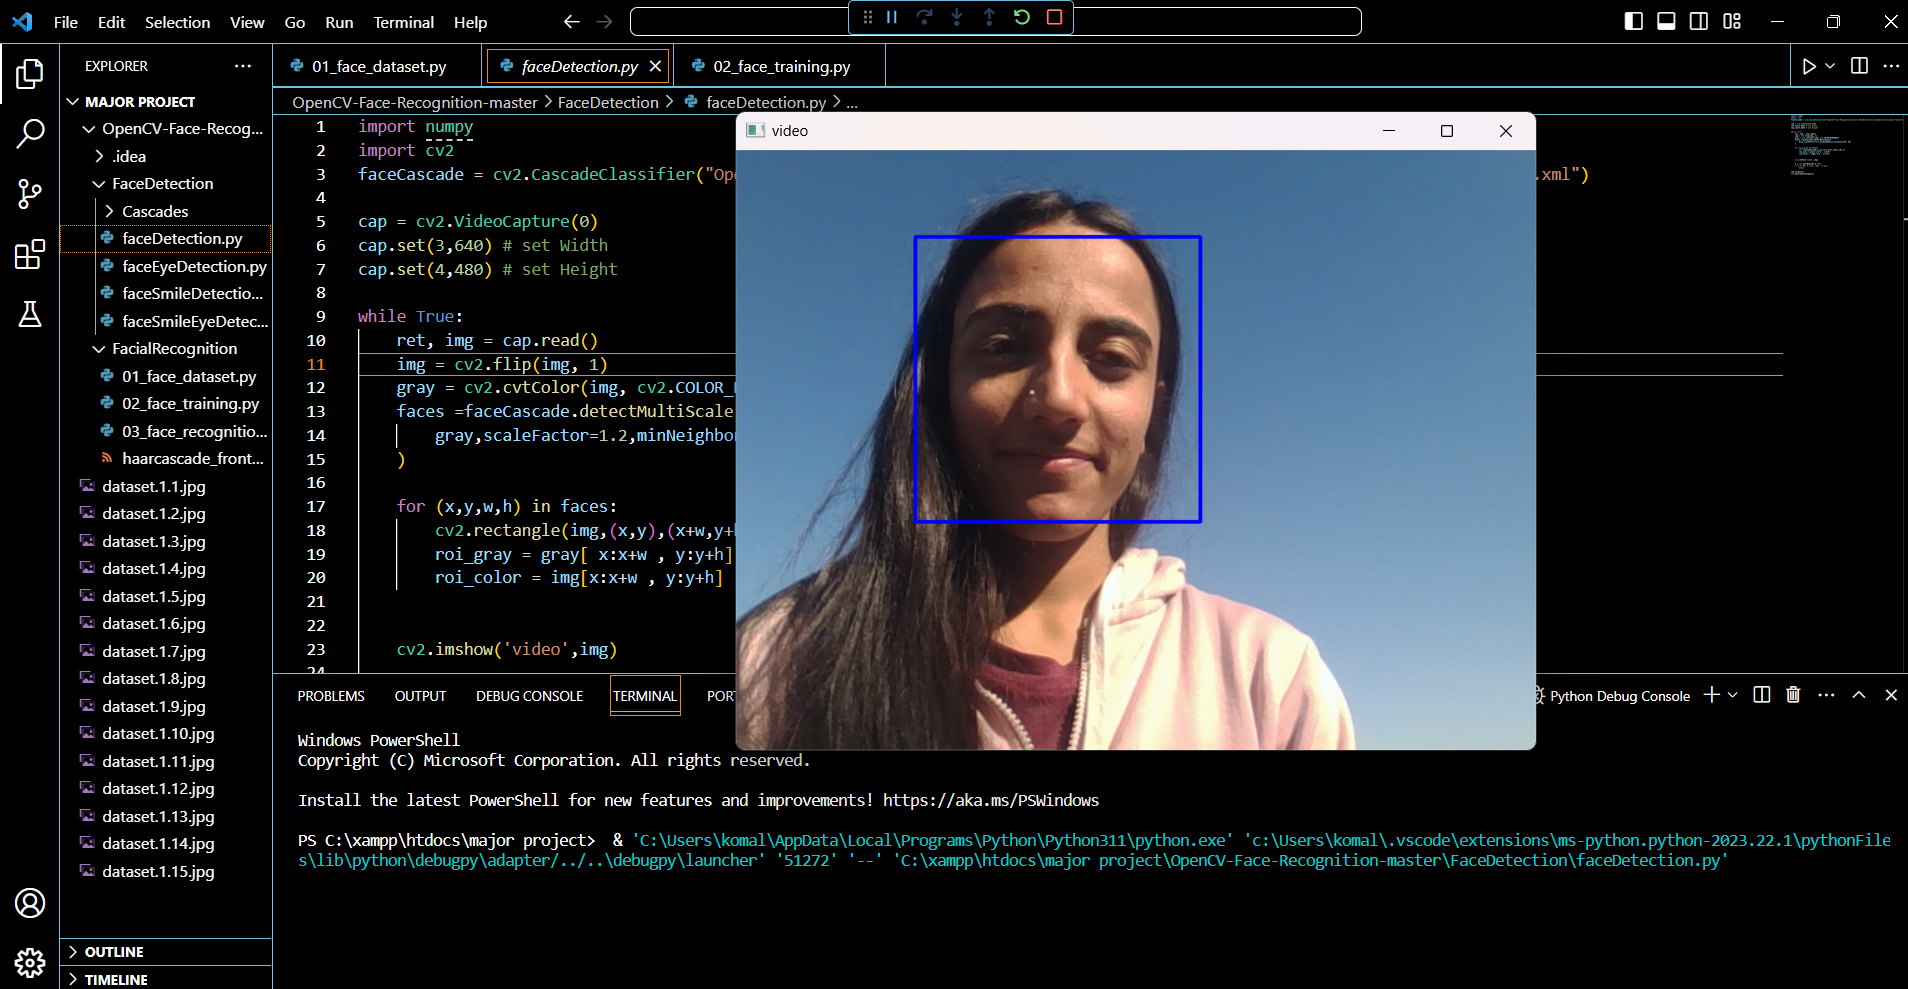 File Edit Selection View Go Run Terminal Help
EXPLORER
MAJOR PROJECT
OpenCV-Face-Recog...
.idea
FaceDetection
Cascades
faceDetection.py
faceEyeDetection.py
faceSmileDetectio...
faceSmileEyeDetec...
FacialRecognition
01_face_dataset.py
02_face_training.py
03_face_recognitio...
haarcascade_front...
dataset.1.1.jpg
dataset.1.2.jpg
dataset.1.3.jpg
dataset.1.4.jpg
dataset.1.5.jpg
dataset.1.6.jpg
dataset.1.7.jpg
dataset.1.8.jpg
dataset.1.9.jpg
dataset.1.10.jpg
dataset.1.11.jpg
dataset.1.12.jpg
dataset.1.13.jpg
dataset.1.14.jpg
dataset.1.15.jpg
OUTLINE
TIMELINE
01_face_dataset.py faceDetection.py 02_face_training.py
OpenCV-Face-Recognition-master > FaceDetection > faceDetection.py > ...
1 import numpy
2 import cv2
3 faceCascade = cv2.CascadeClassifier("Op .xml")
4
5 cap = cv2.VideoCapture(0)
6 cap.set(3,640) # set Width
7 cap.set(4,480) # set Height
8
9 while True:
10 ret, img = cap.read()
11 img = cv2.flip(img, 1)
12 gray = cv2.cvtColor(img, cv2.COLOR_
13 faces =faceCascade.detectMultiScale
14 gray,scaleFactor=1.2,minNeighbo
15 )
16
17 for (x,y,w,h) in faces:
18 cv2.rectangle(img,(x,y),(x+w,y+
19 roi_gray = gray[ x:x+w , y:y+h]
20 roi_color = img[x:x+w , y:y+h]
21
22
23 cv2.imshow('video',img)
24
video
PROBLEMS OUTPUT DEBUG CONSOLE TERMINAL POR
Python Debug Console
Windows PowerShell
Copyright (C) Microsoft Corporation. All rights reserved.
Install the latest PowerShell for new features and improvements! https://aka.ms/PSWindows
PS C:\xampp\htdocs\major project>  & 'C:\Users\komal\AppData\Local\Programs\Python\Python311\python.exe' 'c:\Users\komal\.vscode\extensions\ms-python.python-2023.22.1\pythonFile
s\lib\python\debugpy\adapter/../..\debugpy\launcher' '51272' '--' 'C:\xampp\htdocs\major project\OpenCV-Face-Recognition-master\FaceDetection\faceDetection.py'